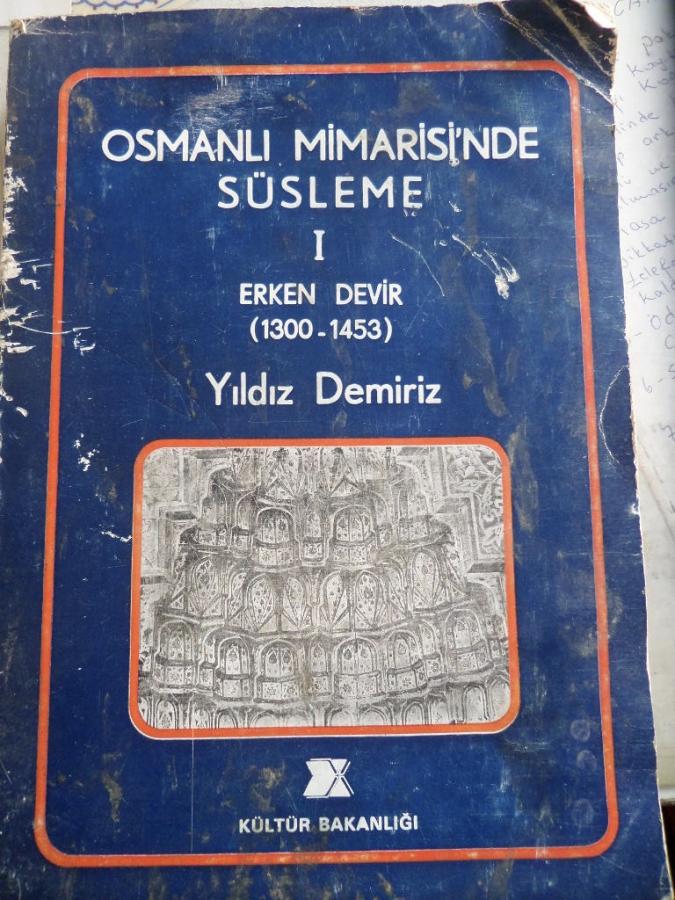 OSMANLI MİMARİSİ'NDE
SÜSLEME
I
ERKEN DEVİR
(1300-1453)
Yıldız Demiriz
KÜLTÜR BAKANLIĞI